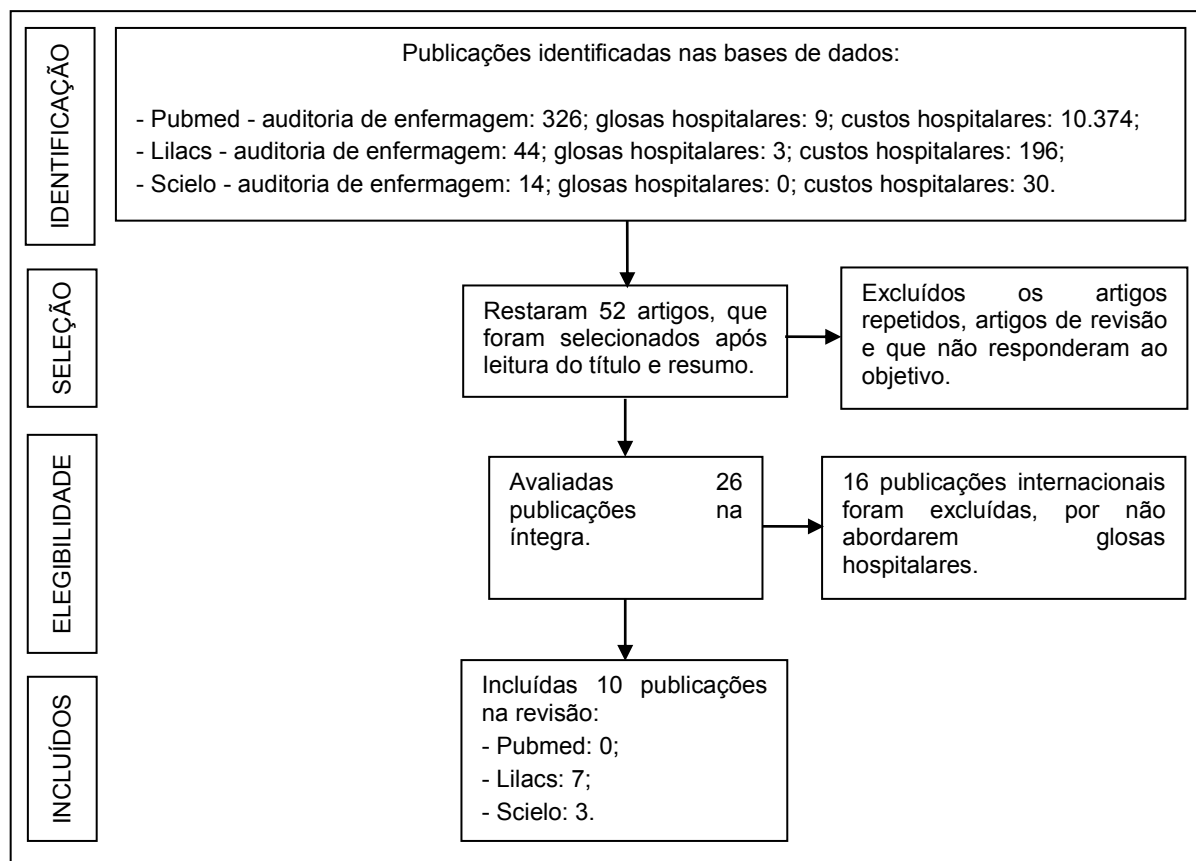 IDENTIFICAÇÃO
Publicações identificadas nas bases de dados:
- Pubmed - auditoria de enfermagem: 326; glosas hospitalares: 9; custos hospitalares: 10.374;
- Lilacs - auditoria de enfermagem: 44; glosas hospitalares: 3; custos hospitalares: 196;
- Scielo - auditoria de enfermagem: 14; glosas hospitalares: 0; custos hospitalares: 30.
SELEÇÃO
Restaram 52 artigos, que
foram selecionados após
leitura do título e resumo.
Excluídos os artigos
repetidos, artigos de revisão
e que não responderam ao
objetivo.
ELEGIBILIDADE
Avaliadas 26
publicações na
íntegra.
16 publicações internacionais
foram excluídas, por não
abordarem glosas
hospitalares.
INCLUÍDOS
Incluídas 10 publicações
na revisão:
- Pubmed: 0;
- Lilacs: 7;
- Scielo: 3.